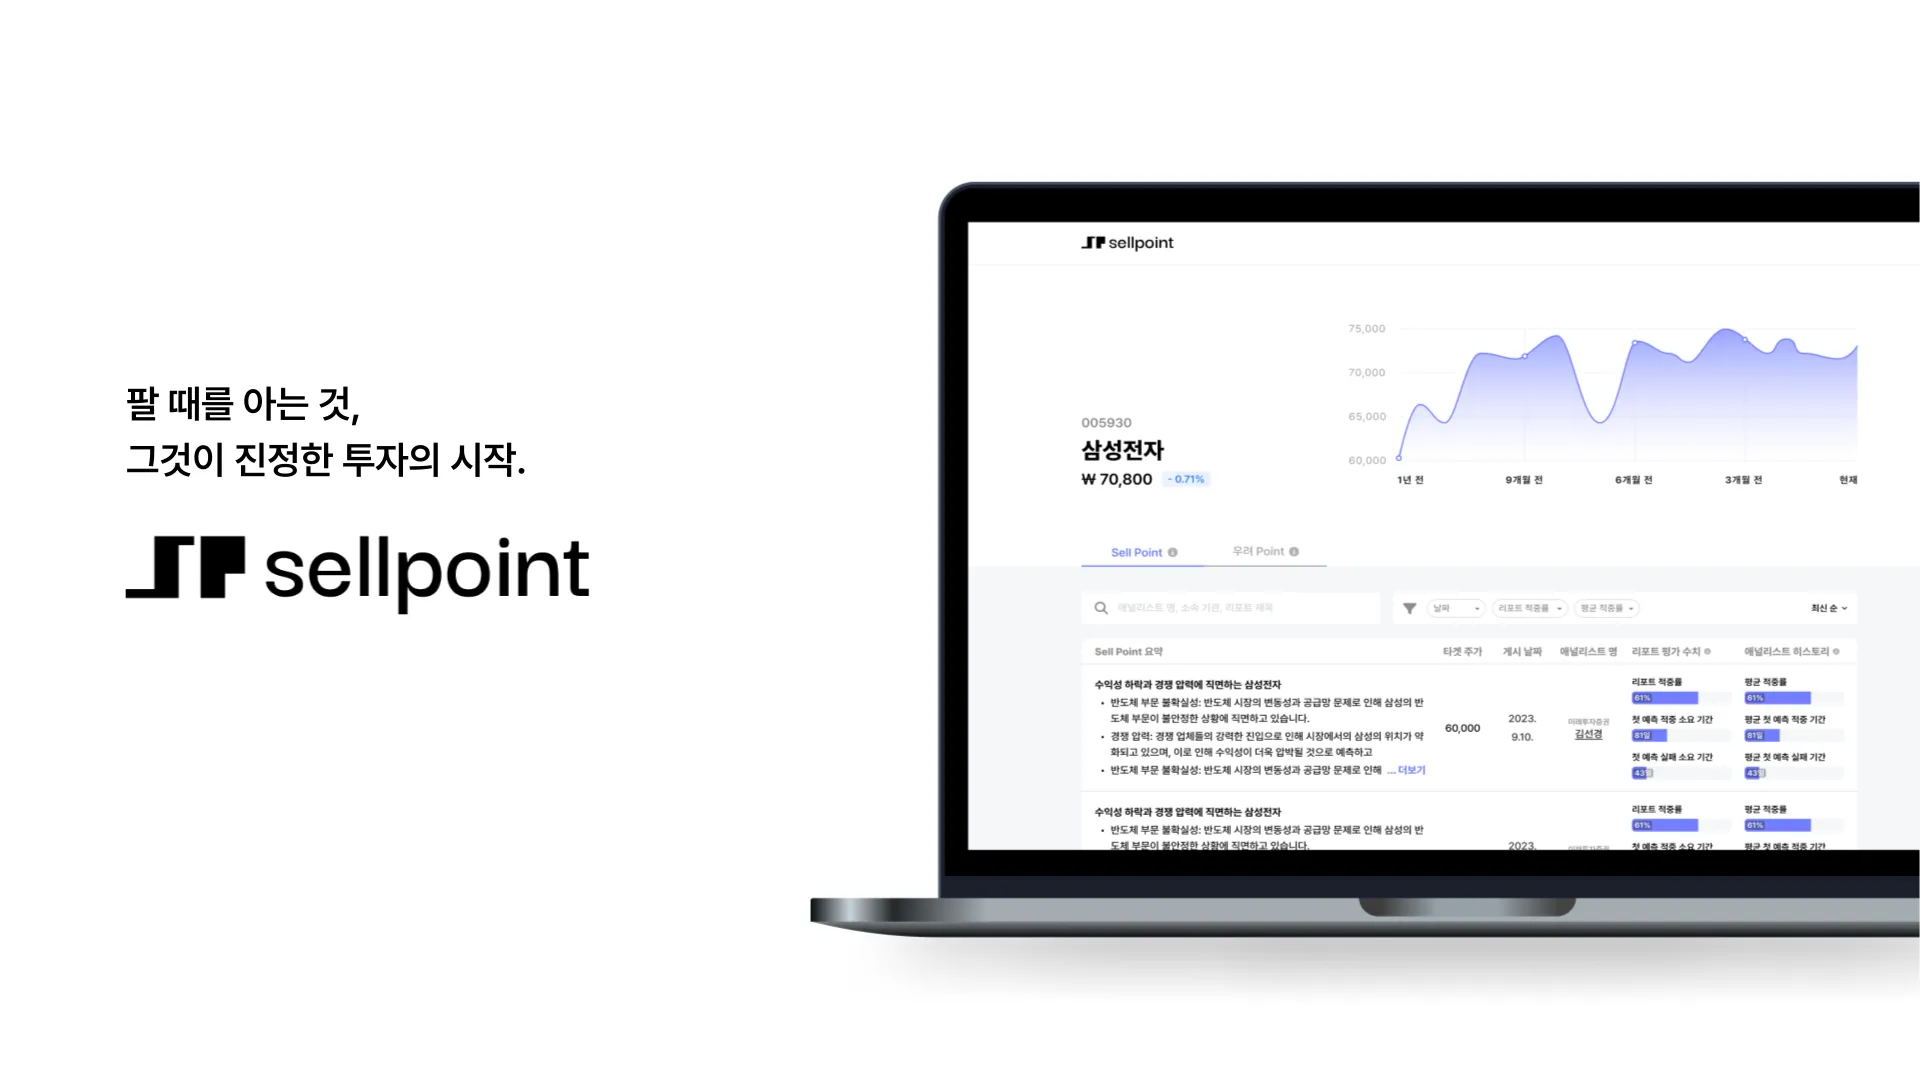 팔 때를 아는 것,
그것이 진정한 투자의 시작.
sellpoint
sellpoint
75,000
70,000
65,000
60,000
1년 전
9개월 전
6개월 전
3개월 전
현재
005930
삼성전자
₩ 70,800
- 0.71%
Sell Point
우려 Point
애널리스트 명, 소속 기관, 리포트 제목
날짜
리포트 적중률
평균 적중률
최신 순
Sell Point 요약
타겟 주가
게시 날짜
애널리스트 명
리포트 평가 수치
애널리스트 히스토리
수익성 하락과 경쟁 압력에 직면하는 삼성전자
• 반도체 부문 불확실성: 반도체 시장의 변동성과 공급망 문제로 인해 삼성의 반
도체 부문이 불안정한 상황에 직면하고 있습니다.
• 경쟁 압력: 경쟁 업체들의 강력한 진입으로 인해 시장에서의 삼성의 위치가 약
화되고 있으며, 이로 인해 수익성이 더욱 압박될 것으로 예측하고
• 반도체 부문 불확실성: 반도체 시장의 변동성과 공급망 문제로 인해 ... 더보기
60,000
2023.
9.10.
미래투자증권
김선경
리포트 적중률
61%
첫 예측 적중 소요 기간
81일
첫 예측 실패 소요 기간
43일
평균 적중률
61%
평균 첫 예측 적중 기간
81일
평균 첫 예측 실패 기간
43일
수익성 하락과 경쟁 압력에 직면하는 삼성전자
• 반도체 부문 불확실성: 반도체 시장의 변동성과 공급망 문제로 인해 삼성의 반
도체 부문이 불안정한 상황에 직면하고 있습니다.
2023.
미래투자증권
리포트 적중률
61%
첫 예측 적중 소요 기간
평균 적중률
61%
평균 첫 예측 적중 기간